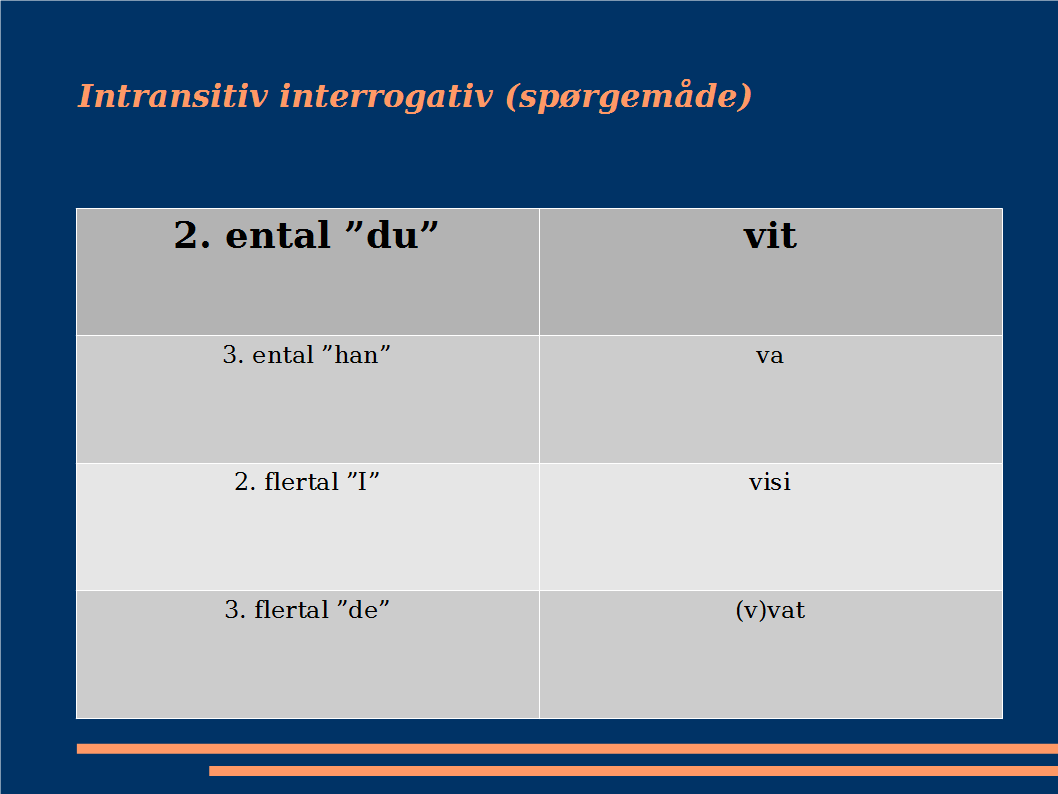 Intransitiv interrogativ (spørgemåde)
2. ental ”du” vit
3. ental ”han” va
2. flertal ”I” visi
3. flertal ”de” (v)vat